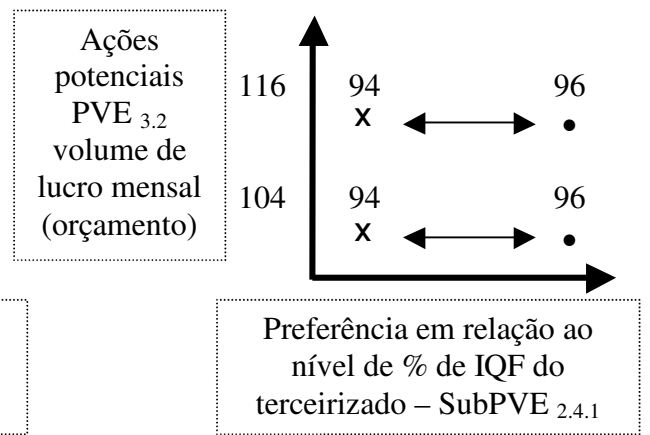 Ações
potenciais
PVE 3.2
volume de
lucro mensal
(orçamento)
116 94 96
x •
104 94 96
x •
Preferência em relação ao
nível de % de IQF do
terceirizado – SubPVE 2.4.1